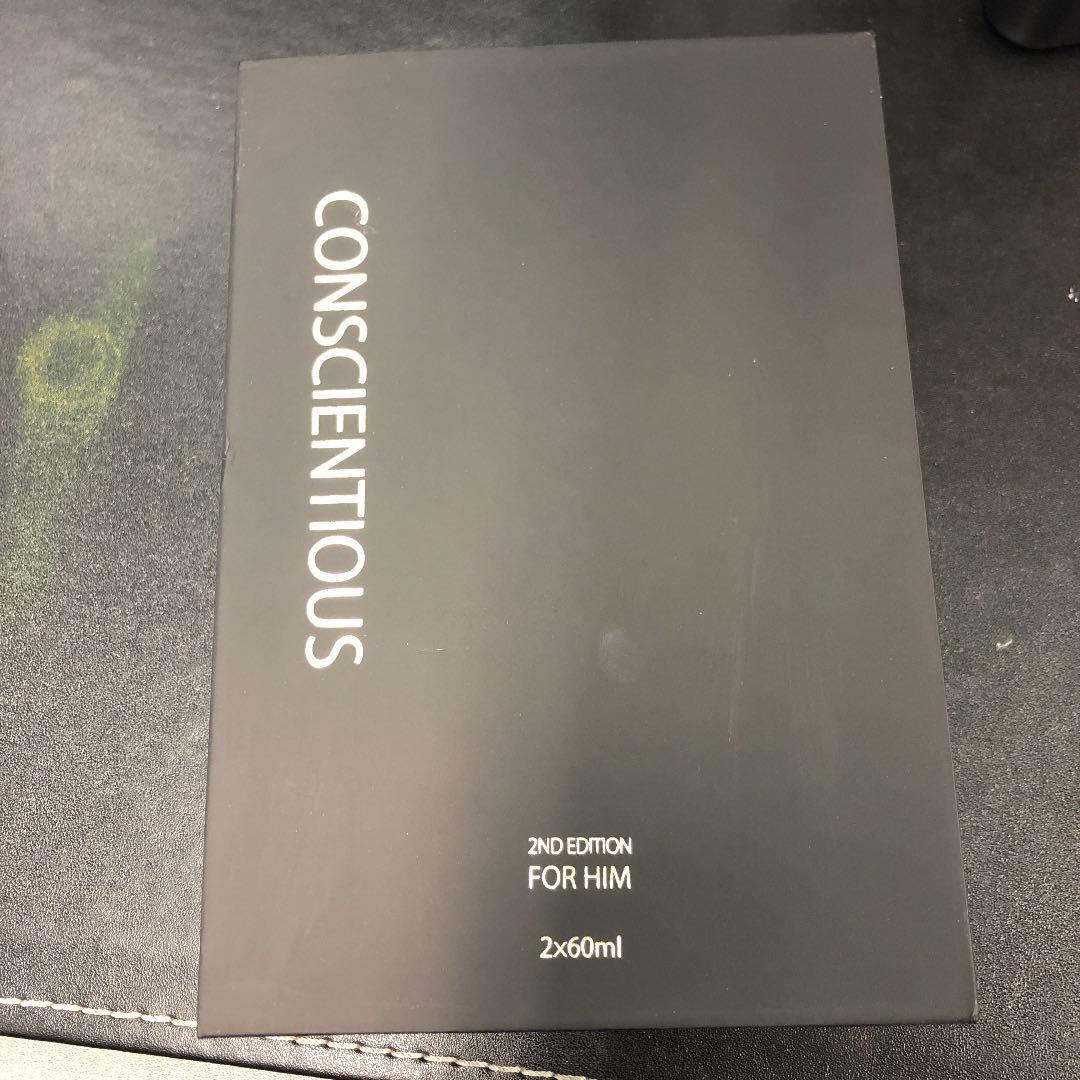 CONSCIENTIOUS
2ND EDITION
FOR HIM
2x60ml